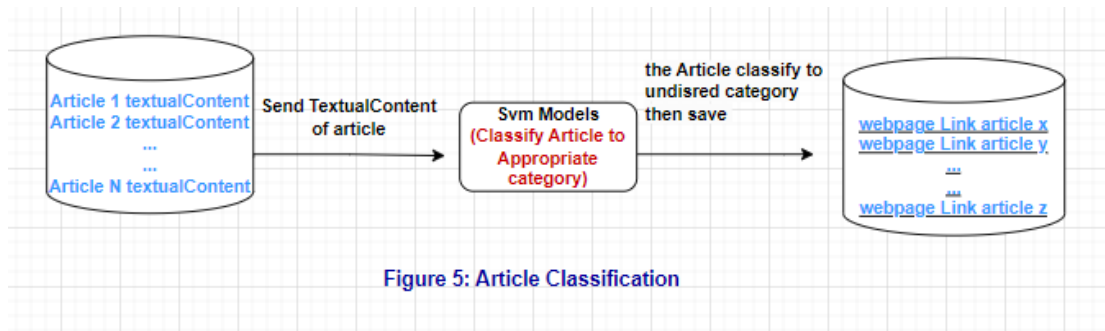 Article 1 textualContent
Article 2 textualContent
...
...
Article N textualContent
Send TextualContent
of article
Svm Models
(Classify Article to
Appropriate
category)
the Article classify to
undisred category
then save
webpage Link article x
webpage Link article y
...
...
webpage Link article z
Figure 5: Article Classification